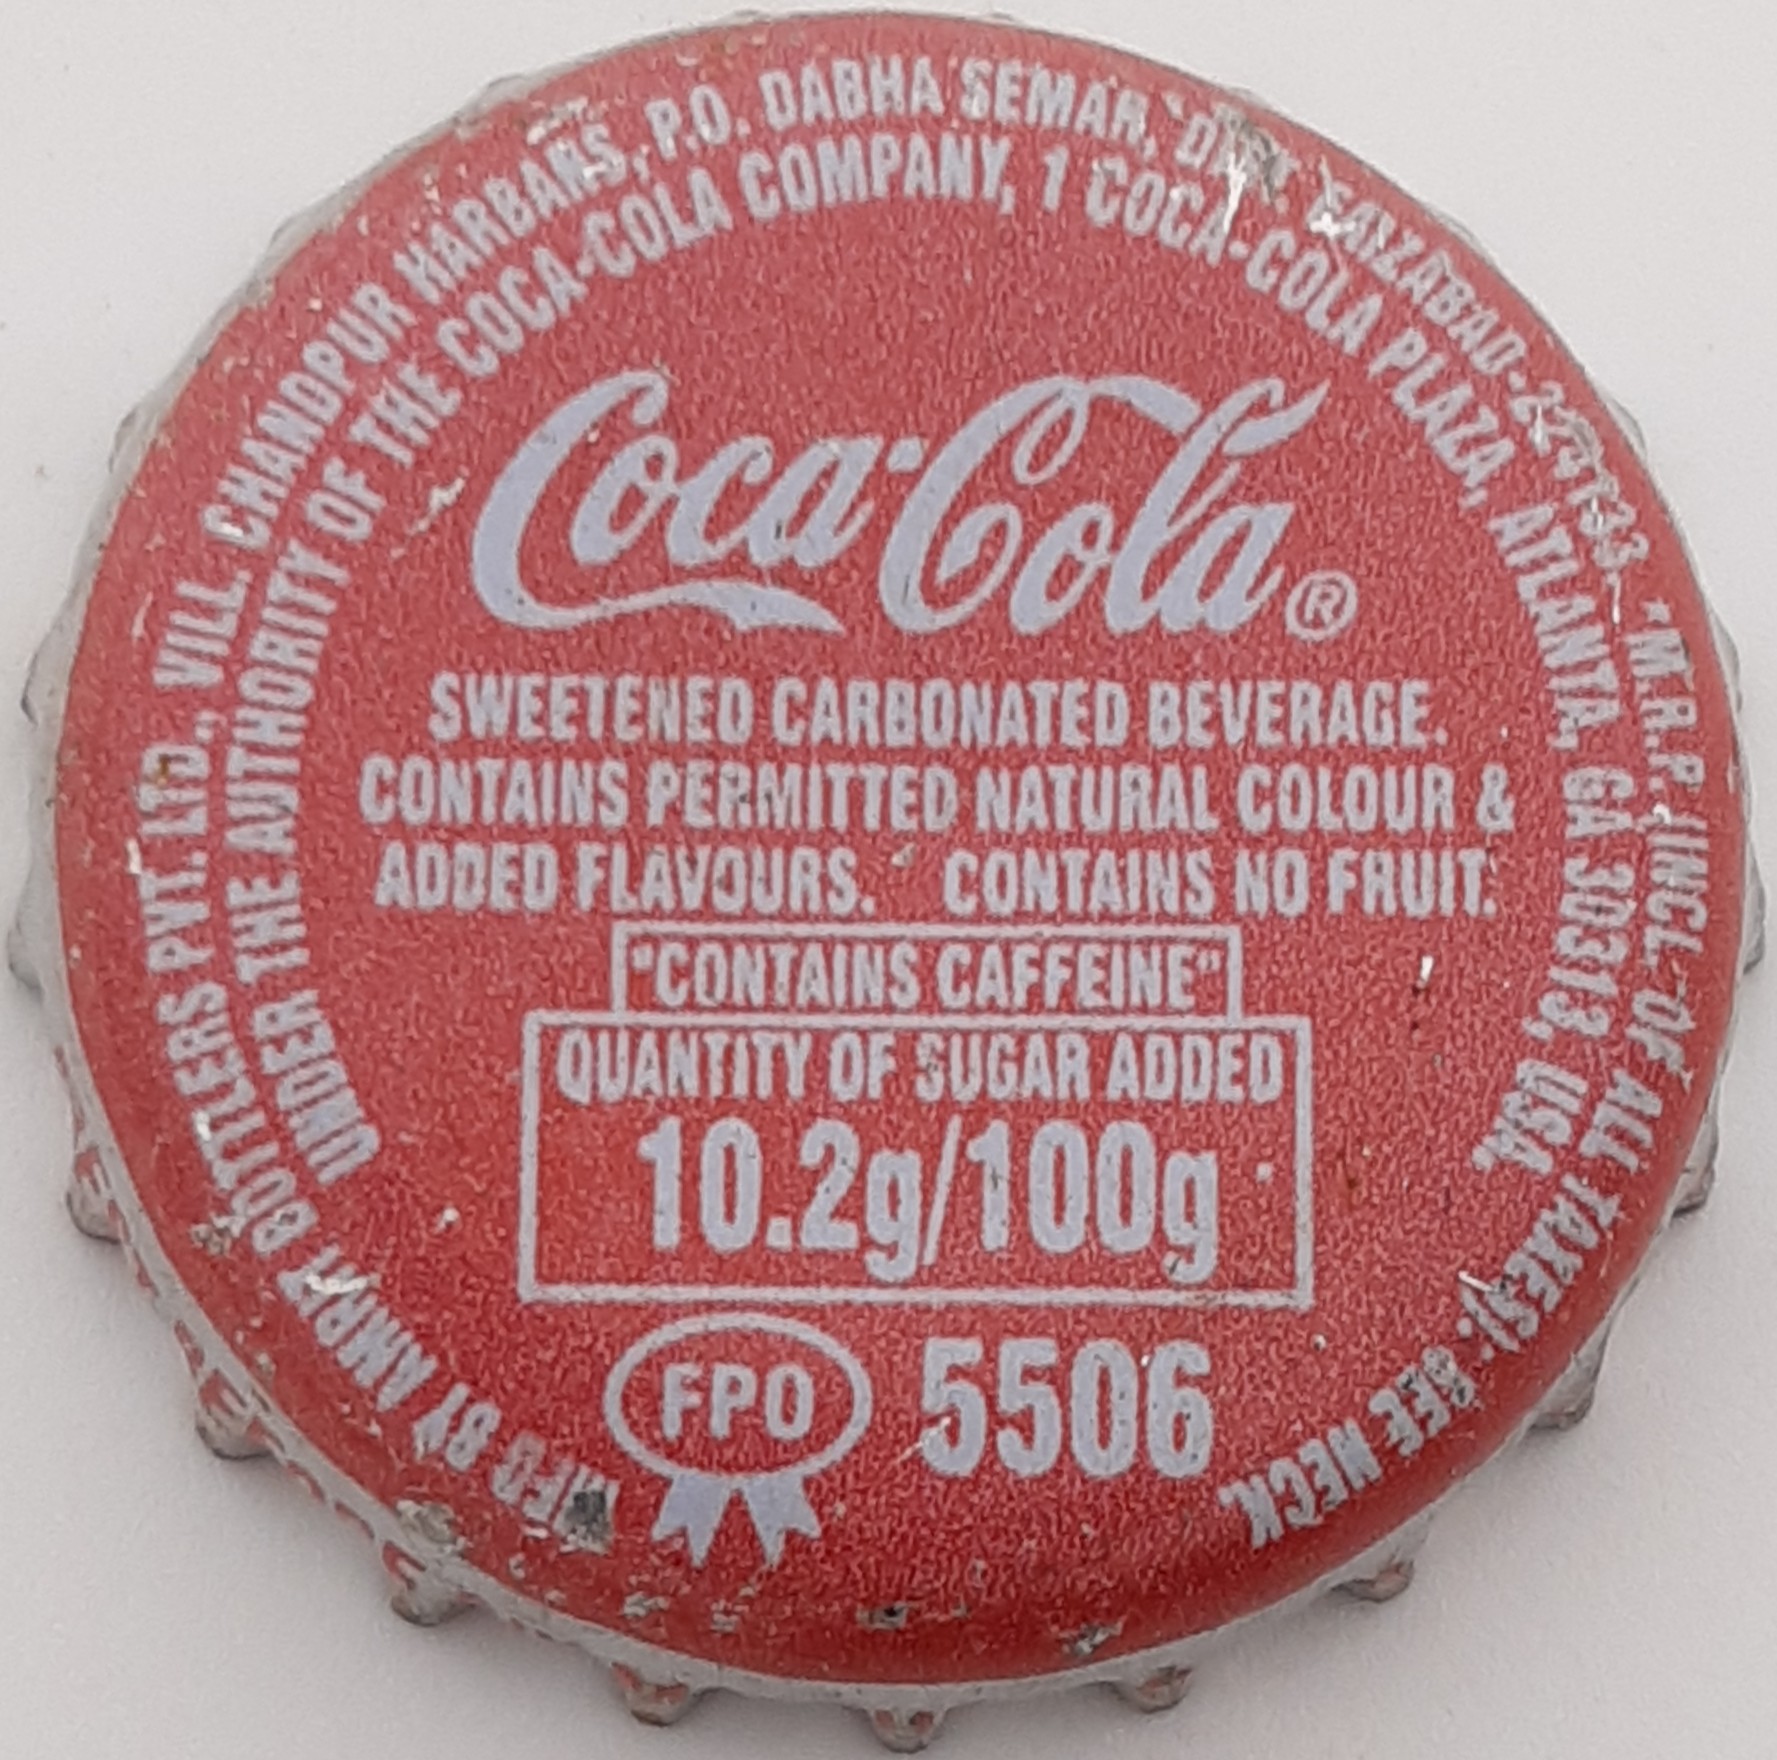 MFD BY AMRIT BOTTLERS PVT. LTD., VILL. CHANDPUR HARBANS, P.O. DABHA SEMAR, DIST. FAIZABAD-224133. *M.R.P. (INCL. OF ALL TAXES): SEE NECK.
UNDER THE AUTHORITY OF THE COCA-COLA COMPANY, 1 COCA-COLA PLAZA, ATLANTA, GA 30313, USA.
Coca-Cola®
SWEETENED CARBONATED BEVERAGE.
CONTAINS PERMITTED NATURAL COLOUR &
ADDED FLAVOURS. CONTAINS NO FRUIT.
"CONTAINS CAFFEINE"
QUANTITY OF SUGAR ADDED
10.2g/100g
FPO 5506